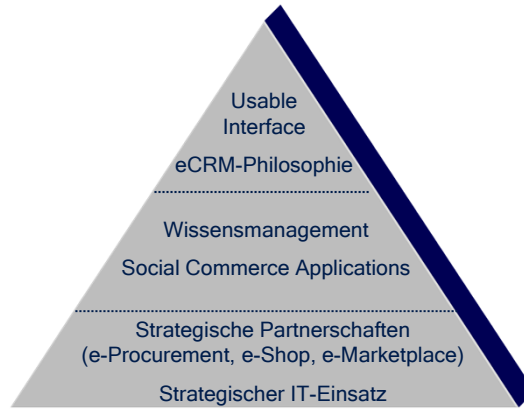 Usable
Interface
eCRM-Philosophie
Wissensmanagement
Social Commerce Applications
Strategische Partnerschaften
(e-Procurement, e-Shop, e-Marketplace)
Strategischer IT-Einsatz